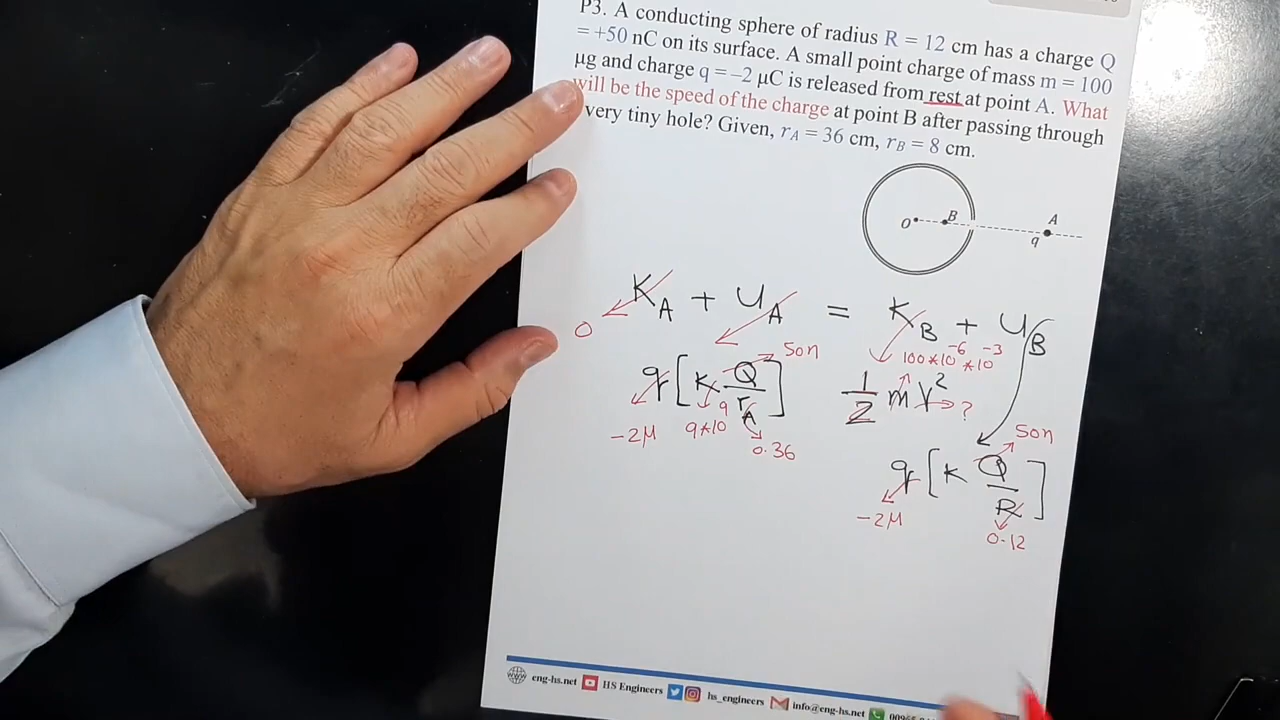 P3. A conducting sphere of radius R = 12 cm has a charge Q
= +50 nC on its surface. A small point charge of mass m = 100
μg and charge q = –2 μC is released from rest at point A. What
will be the speed of the charge at point B after passing through
very tiny hole? Given, rA = 36 cm, rB = 8 cm.
O B A
q
KA + UA = KB + UB
0
100*10^-6 *10^-3
q[k Q/rA] 50n
1/2 mV^2 ?
-2μ 9*10^9 0.36
q[k Q/R] 50n
-2μ 0.12
eng-hs.net HS Engineers hs_engineers info@eng-hs.net